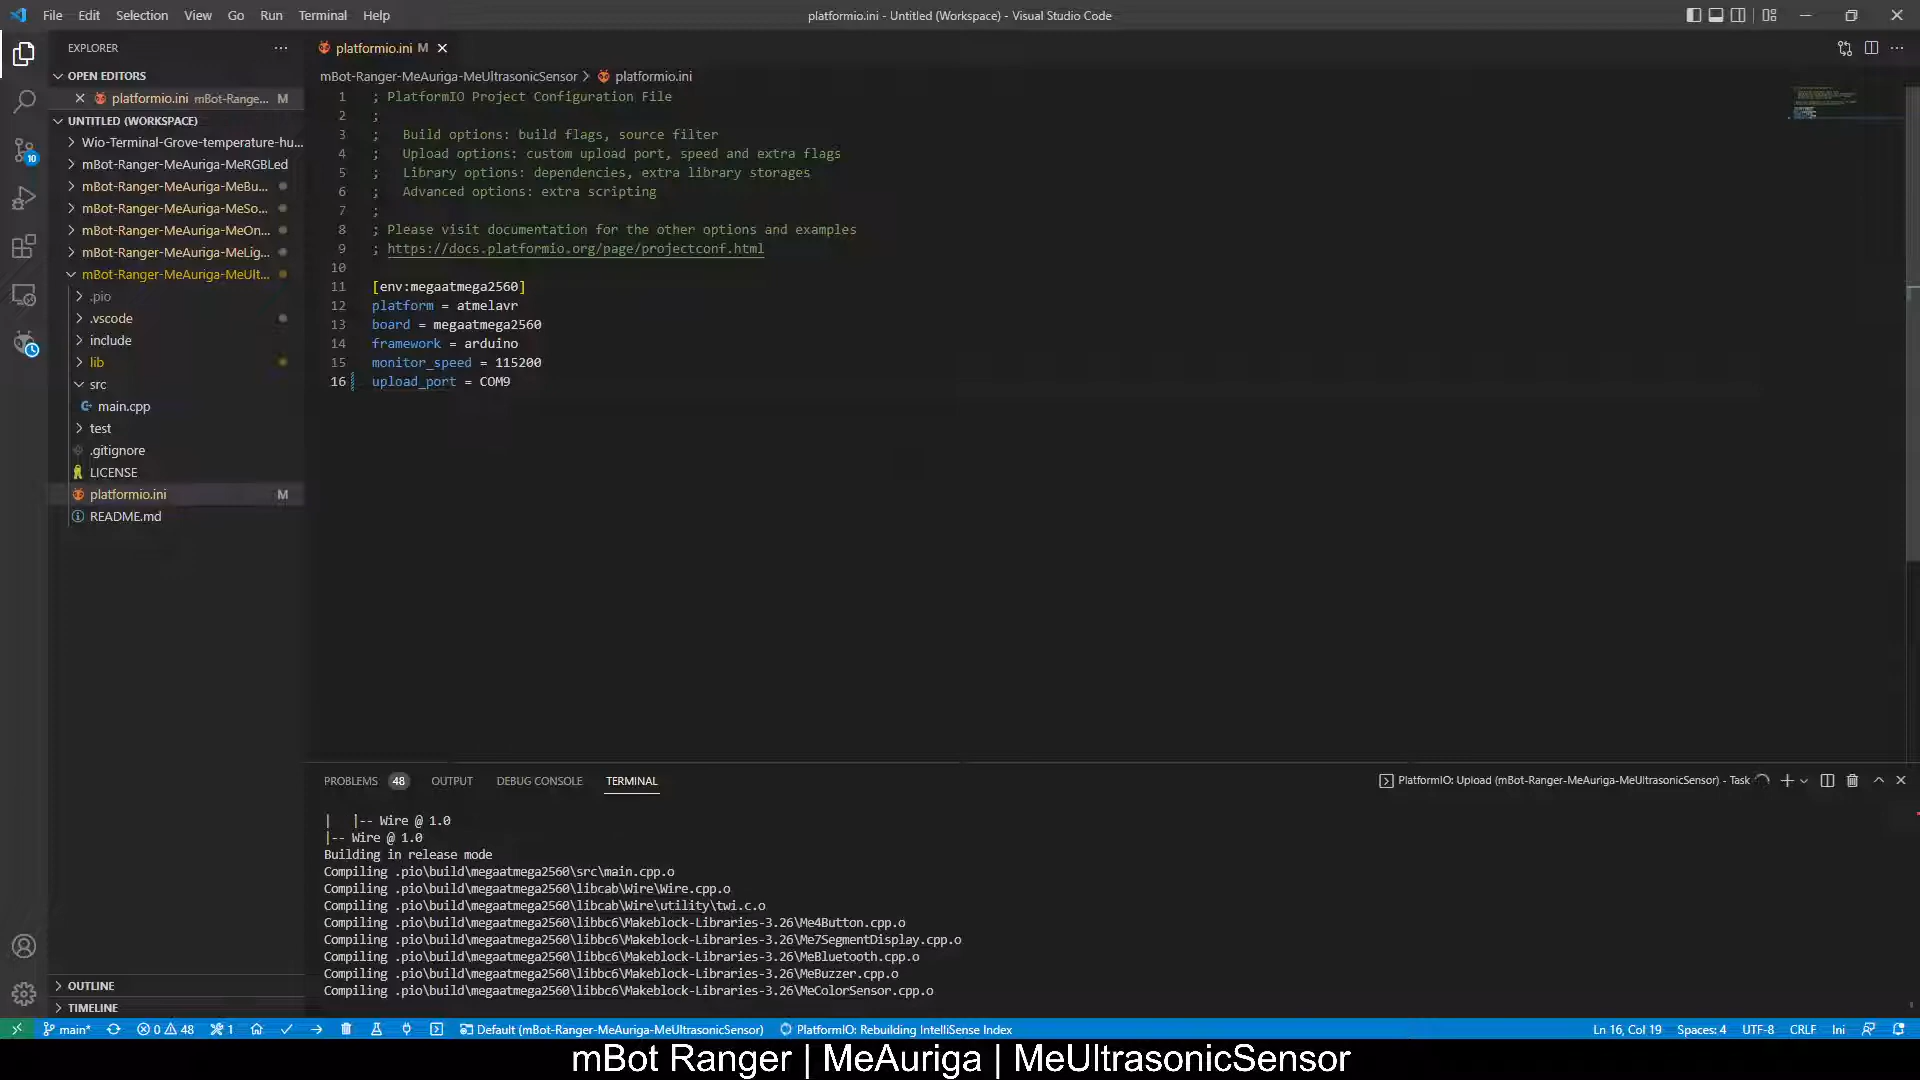 File Edit Selection View Go Run Terminal Help
platformio.ini - Untitled (Workspace) - Visual Studio Code
EXPLORER
OPEN EDITORS
platformio.ini mBot-Range... M
UNTITLED (WORKSPACE)
Wio-Terminal-Grove-temperature-hu...
mBot-Ranger-MeAuriga-MeRGBLed
mBot-Ranger-MeAuriga-MeBu...
mBot-Ranger-MeAuriga-MeSo...
mBot-Ranger-MeAuriga-MeOn...
mBot-Ranger-MeAuriga-MeLig...
mBot-Ranger-MeAuriga-MeUlt...
.pio
.vscode
include
lib
src
main.cpp
test
.gitignore
LICENSE
platformio.ini M
README.md
OUTLINE
TIMELINE
10
platformio.ini M
mBot-Ranger-MeAuriga-MeUltrasonicSensor > platformio.ini
1 ; PlatformIO Project Configuration File
2 ;
3 ;   Build options: build flags, source filter
4 ;   Upload options: custom upload port, speed and extra flags
5 ;   Library options: dependencies, extra library storages
6 ;   Advanced options: extra scripting
7 ;
8 ; Please visit documentation for the other options and examples
9 ; https://docs.platformio.org/page/projectconf.html
10
11 [env:megaatmega2560]
12 platform = atmelavr
13 board = megaatmega2560
14 framework = arduino
15 monitor_speed = 115200
16 upload_port = COM9
PROBLEMS 48 OUTPUT DEBUG CONSOLE TERMINAL
PlatformIO: Upload (mBot-Ranger-MeAuriga-MeUltrasonicSensor) - Task
|   |-- Wire @ 1.0
|-- Wire @ 1.0
Building in release mode
Compiling .pio\build\megaatmega2560\src\main.cpp.o
Compiling .pio\build\megaatmega2560\libcab\Wire\Wire.cpp.o
Compiling .pio\build\megaatmega2560\libcab\Wire\utility\twi.c.o
Compiling .pio\build\megaatmega2560\libbc6\Makeblock-Libraries-3.26\Me4Button.cpp.o
Compiling .pio\build\megaatmega2560\libbc6\Makeblock-Libraries-3.26\Me7SegmentDisplay.cpp.o
Compiling .pio\build\megaatmega2560\libbc6\Makeblock-Libraries-3.26\MeBluetooth.cpp.o
Compiling .pio\build\megaatmega2560\libbc6\Makeblock-Libraries-3.26\MeBuzzer.cpp.o
Compiling .pio\build\megaatmega2560\libbc6\Makeblock-Libraries-3.26\MeColorSensor.cpp.o
main* 0 48 1 Default (mBot-Ranger-MeAuriga-MeUltrasonicSensor) PlatformIO: Rebuilding IntelliSense Index Ln 16, Col 19 Spaces: 4 UTF-8 CRLF Ini
mBot Ranger | MeAuriga | MeUltrasonicSensor